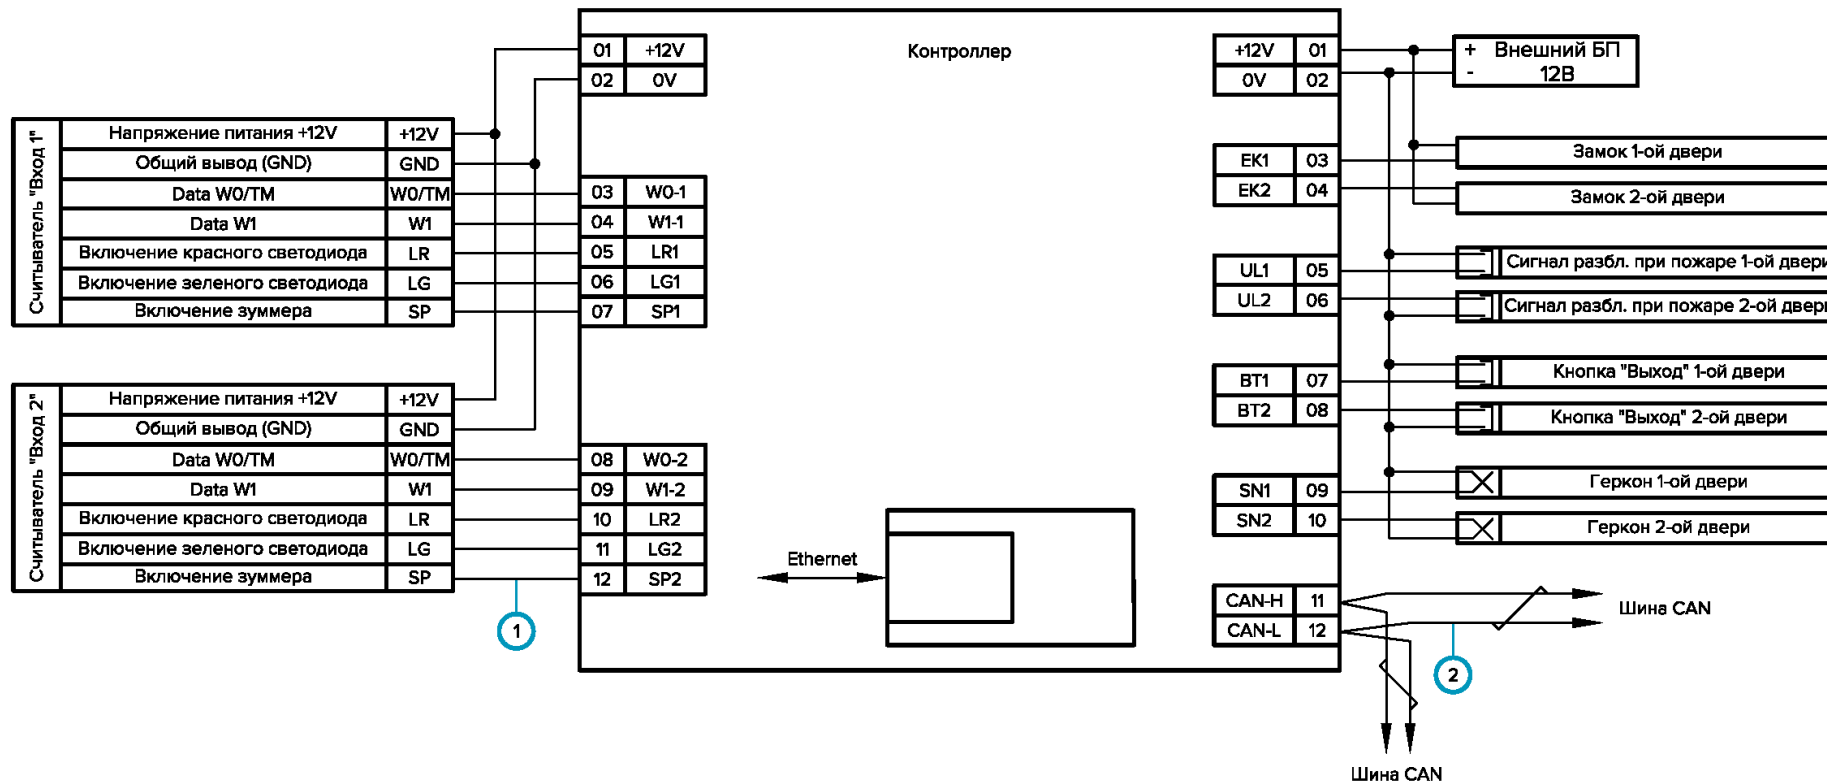 Контроллер
01 +12V
02 0V
+12V 01
0V 02
+ Внешний БП
- 12В
Считыватель "Вход 1"
Напряжение питания +12V +12V
Общий вывод (GND) GND
Data W0/TM W0/TM
Data W1 W1
Включение красного светодиода LR
Включение зеленого светодиода LG
Включение зуммера SP
03 W0-1
04 W1-1
05 LR1
06 LG1
07 SP1
Считыватель "Вход 2"
Напряжение питания +12V +12V
Общий вывод (GND) GND
Data W0/TM W0/TM
Data W1 W1
Включение красного светодиода LR
Включение зеленого светодиода LG
Включение зуммера SP
08 W0-2
09 W1-2
10 LR2
11 LG2
12 SP2
1
Ethernet
EK1 03
EK2 04
Замок 1-ой двери
Замок 2-ой двери
UL1 05
UL2 06
Сигнал разбл. при пожаре 1-ой двери
Сигнал разбл. при пожаре 2-ой двери
BT1 07
BT2 08
Кнопка "Выход" 1-ой двери
Кнопка "Выход" 2-ой двери
SN1 09
SN2 10
Геркон 1-ой двери
Геркон 2-ой двери
CAN-H 11
CAN-L 12
Шина CAN
2
Шина CAN